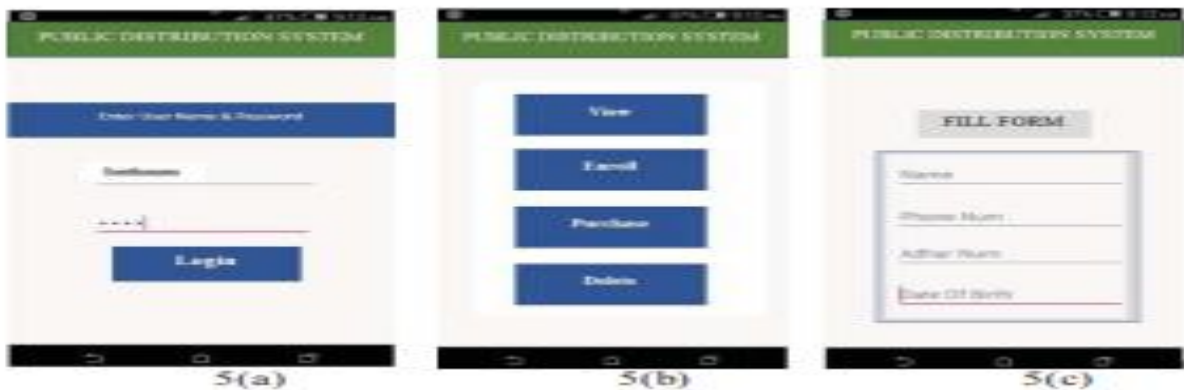 PUBLIC DISTRIBUTION SYSTEM
Enter User Name & Password
Login
5(a)
PUBLIC DISTRIBUTION SYSTEM
View
Enroll
Purchase
Delete
5(b)
PUBLIC DISTRIBUTION SYSTEM
FILL FORM
Name
Phone Num
Adhar Num
Date Of Birth
5(c)